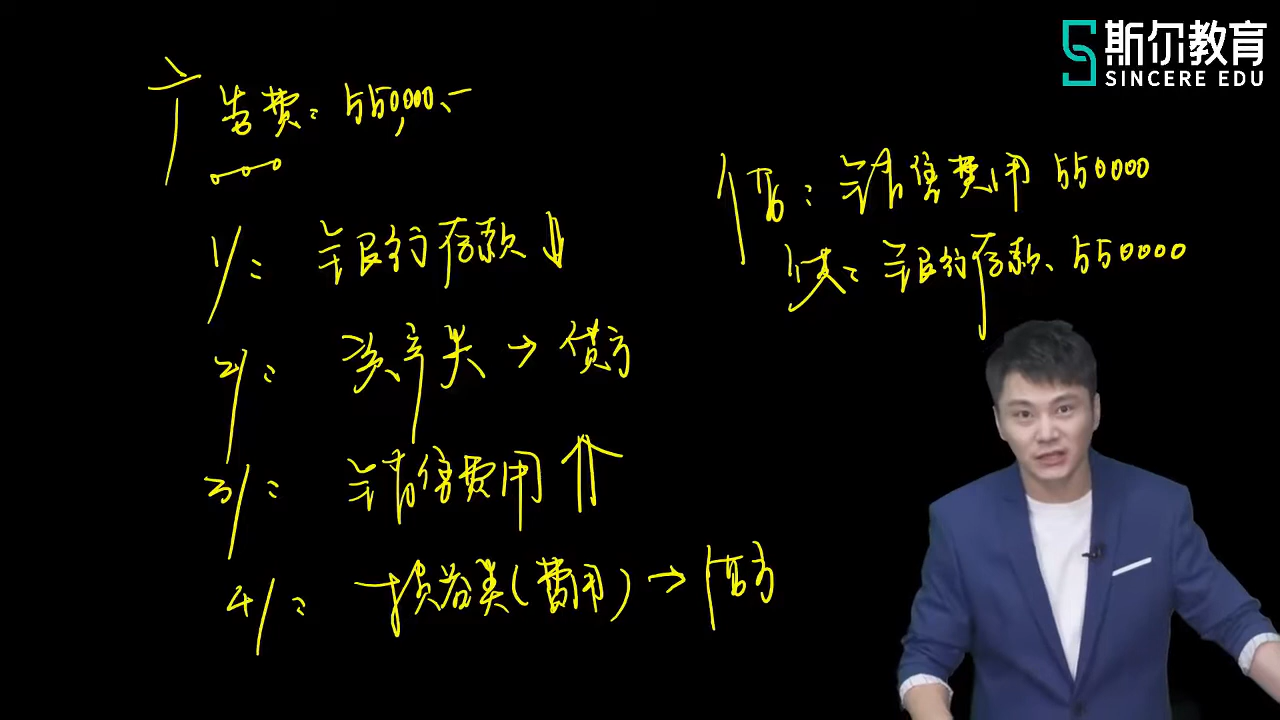 斯尔教育
SINCERE EDU
广告费: 550,000.-
1/: 银行存款⇓
2/: 资产类→贷方
3/: 销售费用⇑
4/: 损益类(费用)→借方
借: 销售费用 550000
贷: 银行存款、550000